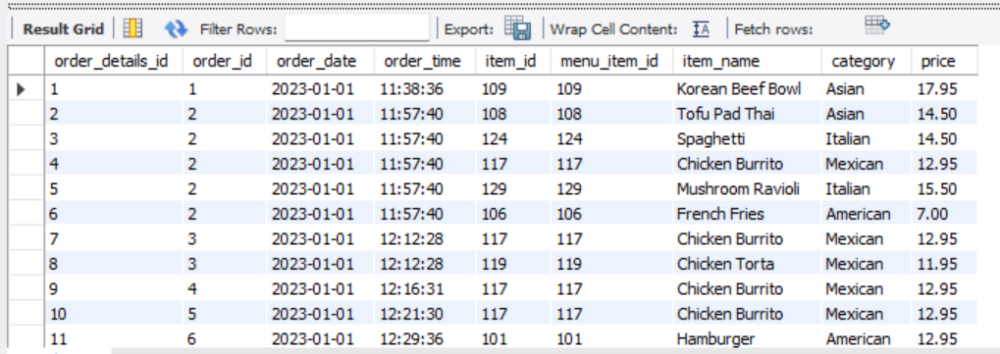 Result Grid Filter Rows: Export: Wrap Cell Content: Fetch rows:
order_details_id order_id order_date order_time item_id menu_item_id item_name category price
1 1 2023-01-01 11:38:36 109 109 Korean Beef Bowl Asian 17.95
2 2 2023-01-01 11:57:40 108 108 Tofu Pad Thai Asian 14.50
3 2 2023-01-01 11:57:40 124 124 Spaghetti Italian 14.50
4 2 2023-01-01 11:57:40 117 117 Chicken Burrito Mexican 12.95
5 2 2023-01-01 11:57:40 129 129 Mushroom Ravioli Italian 15.50
6 2 2023-01-01 11:57:40 106 106 French Fries American 7.00
7 3 2023-01-01 12:12:28 117 117 Chicken Burrito Mexican 12.95
8 3 2023-01-01 12:12:28 119 119 Chicken Torta Mexican 11.95
9 4 2023-01-01 12:16:31 117 117 Chicken Burrito Mexican 12.95
10 5 2023-01-01 12:21:30 117 117 Chicken Burrito Mexican 12.95
11 6 2023-01-01 12:29:36 101 101 Hamburger American 12.95